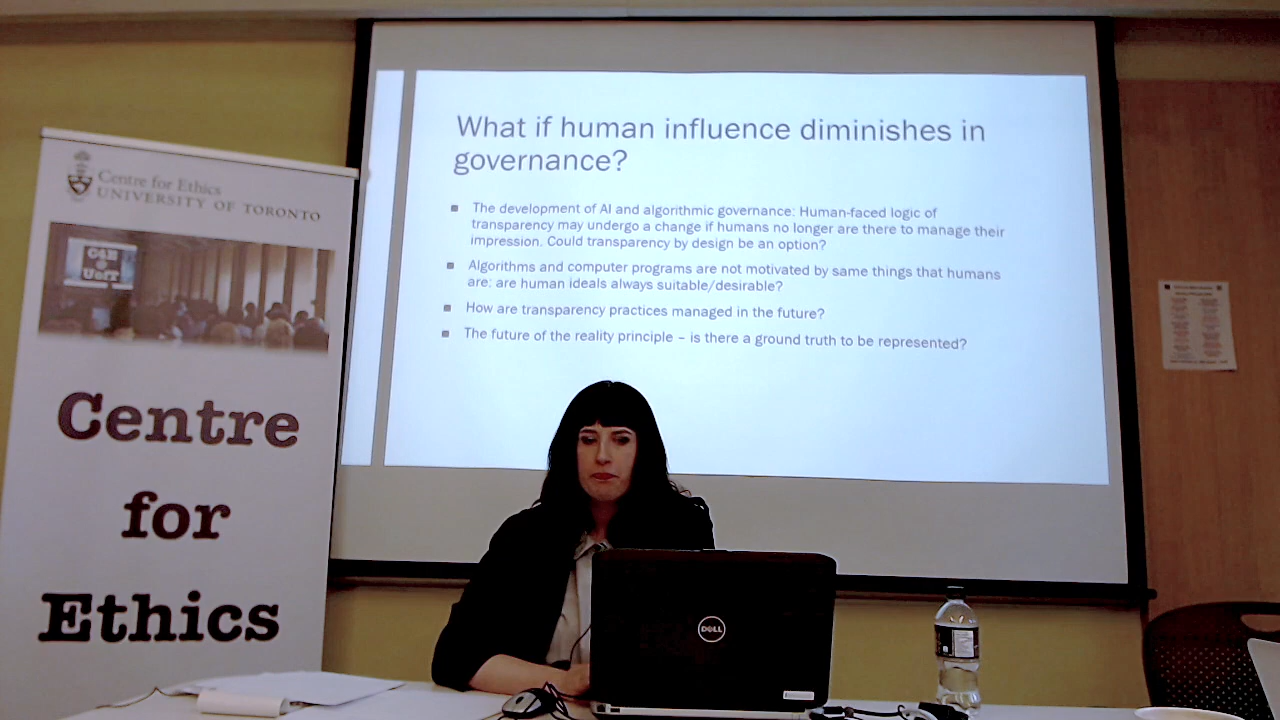 What if human influence diminishes in
governance?
The development of AI and algorithmic governance: Human-faced logic of
transparency may undergo a change if humans no longer are there to manage their
impression. Could transparency by design be an option?
Algorithms and computer programs are not motivated by same things that humans
are: are human ideals always suitable/desirable?
How are transparency practices managed in the future?
The future of the reality principle – is there a ground truth to be represented?
Centre for Ethics
UNIVERSITY OF TORONTO
C4E
@
UofT
Centre
for
Ethics
DELL